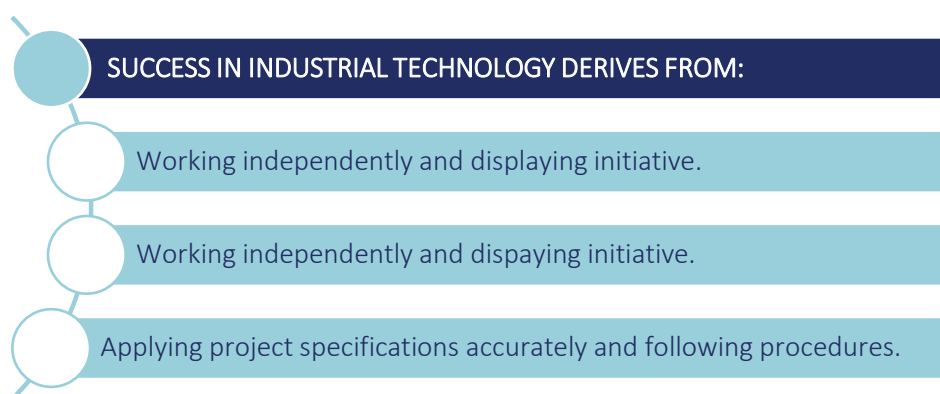 SUCCESS IN INDUSTRIAL TECHNOLOGY DERIVES FROM:
Working independently and displaying initiative.
Working independently and dispaying initiative.
Applying project specifications accurately and following procedures.